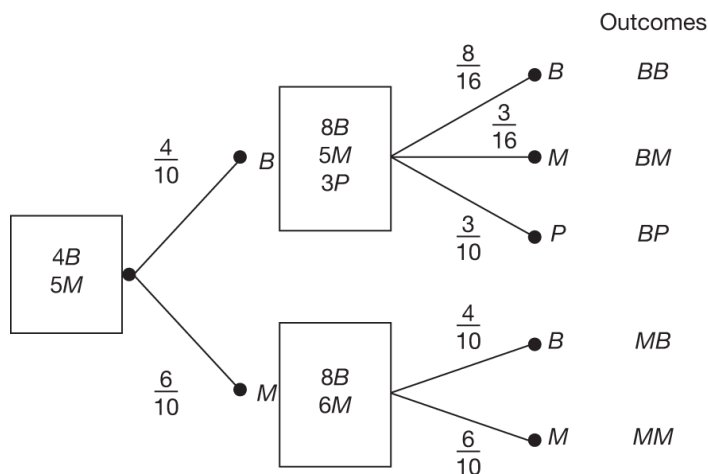 Outcomes
8/16 B BB
4/10 B 8B 3/16
5M M BM
3P
3/10 P BP
4B
5M
4/10 B MB
6/10 M 8B
6M
6/10 M MM